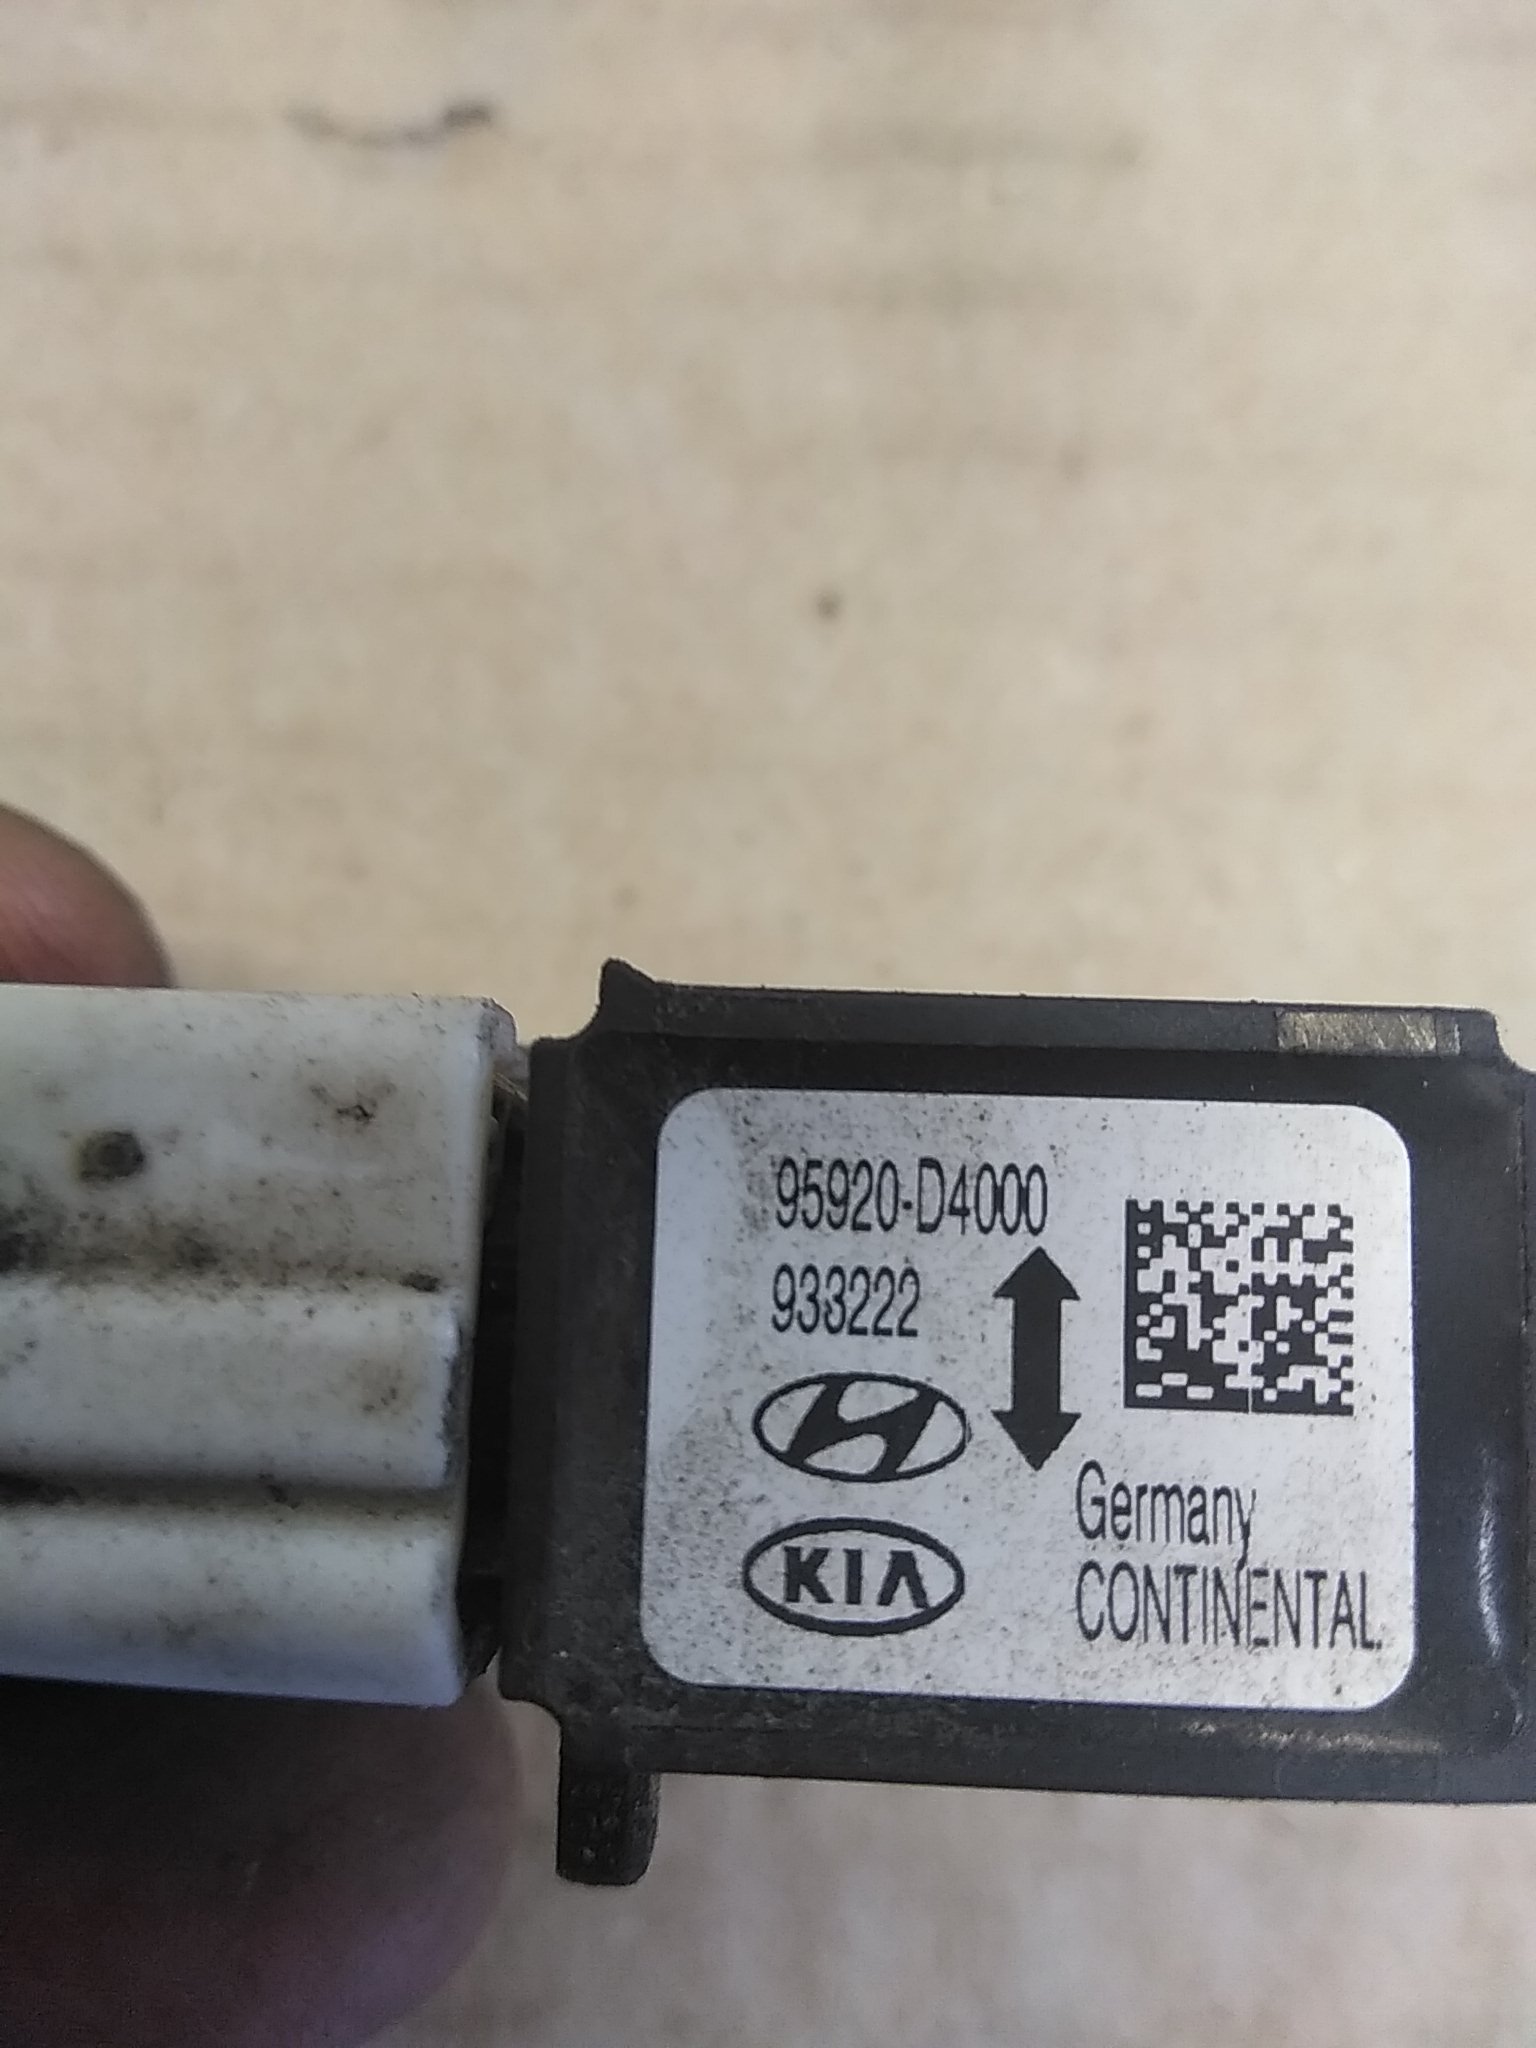 95920-D4000
933222
KIA
Germany
CONTINENTAL.